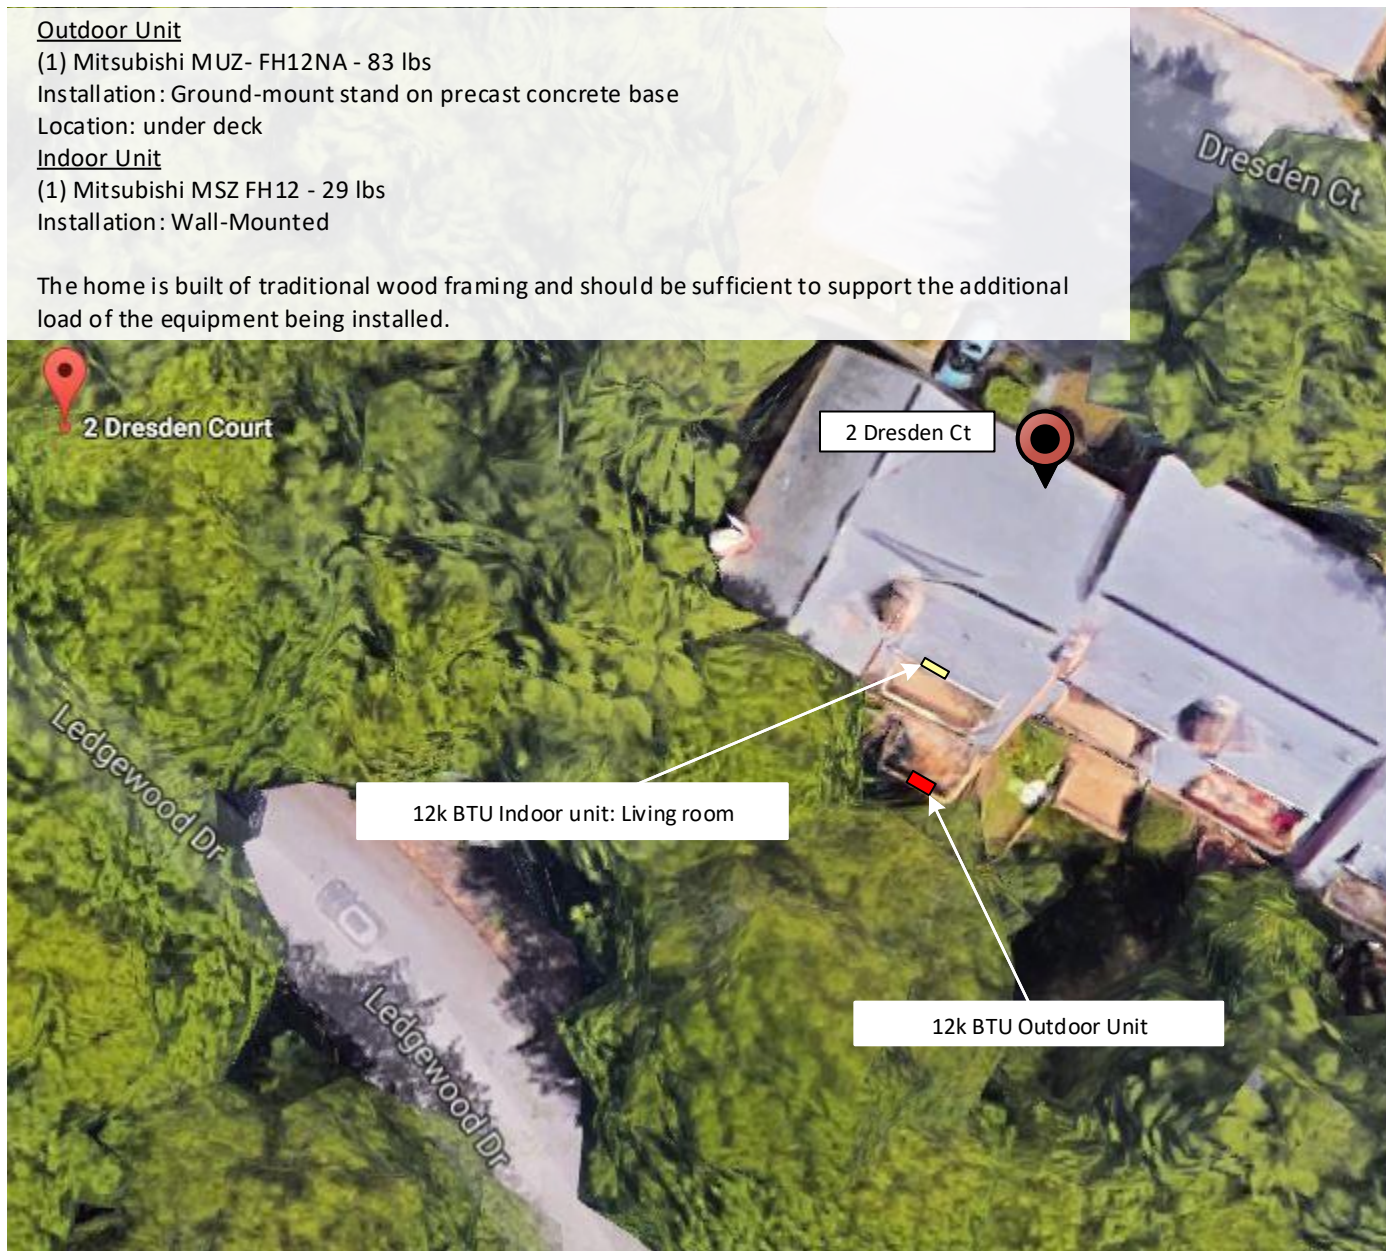 Outdoor Unit
(1) Mitsubishi MUZ- FH12NA - 83 lbs
Installation: Ground-mount stand on precast concrete base
Location: under deck
Indoor Unit
(1) Mitsubishi MSZ FH12 - 29 lbs
Installation: Wall-Mounted
The home is built of traditional wood framing and should be sufficient to support the additional
load of the equipment being installed.
Dresden Ct
2 Dresden Court
2 Dresden Ct
Ledgewood Dr
12k BTU Indoor unit: Living room
12k BTU Outdoor Unit
Ledgewood Dr